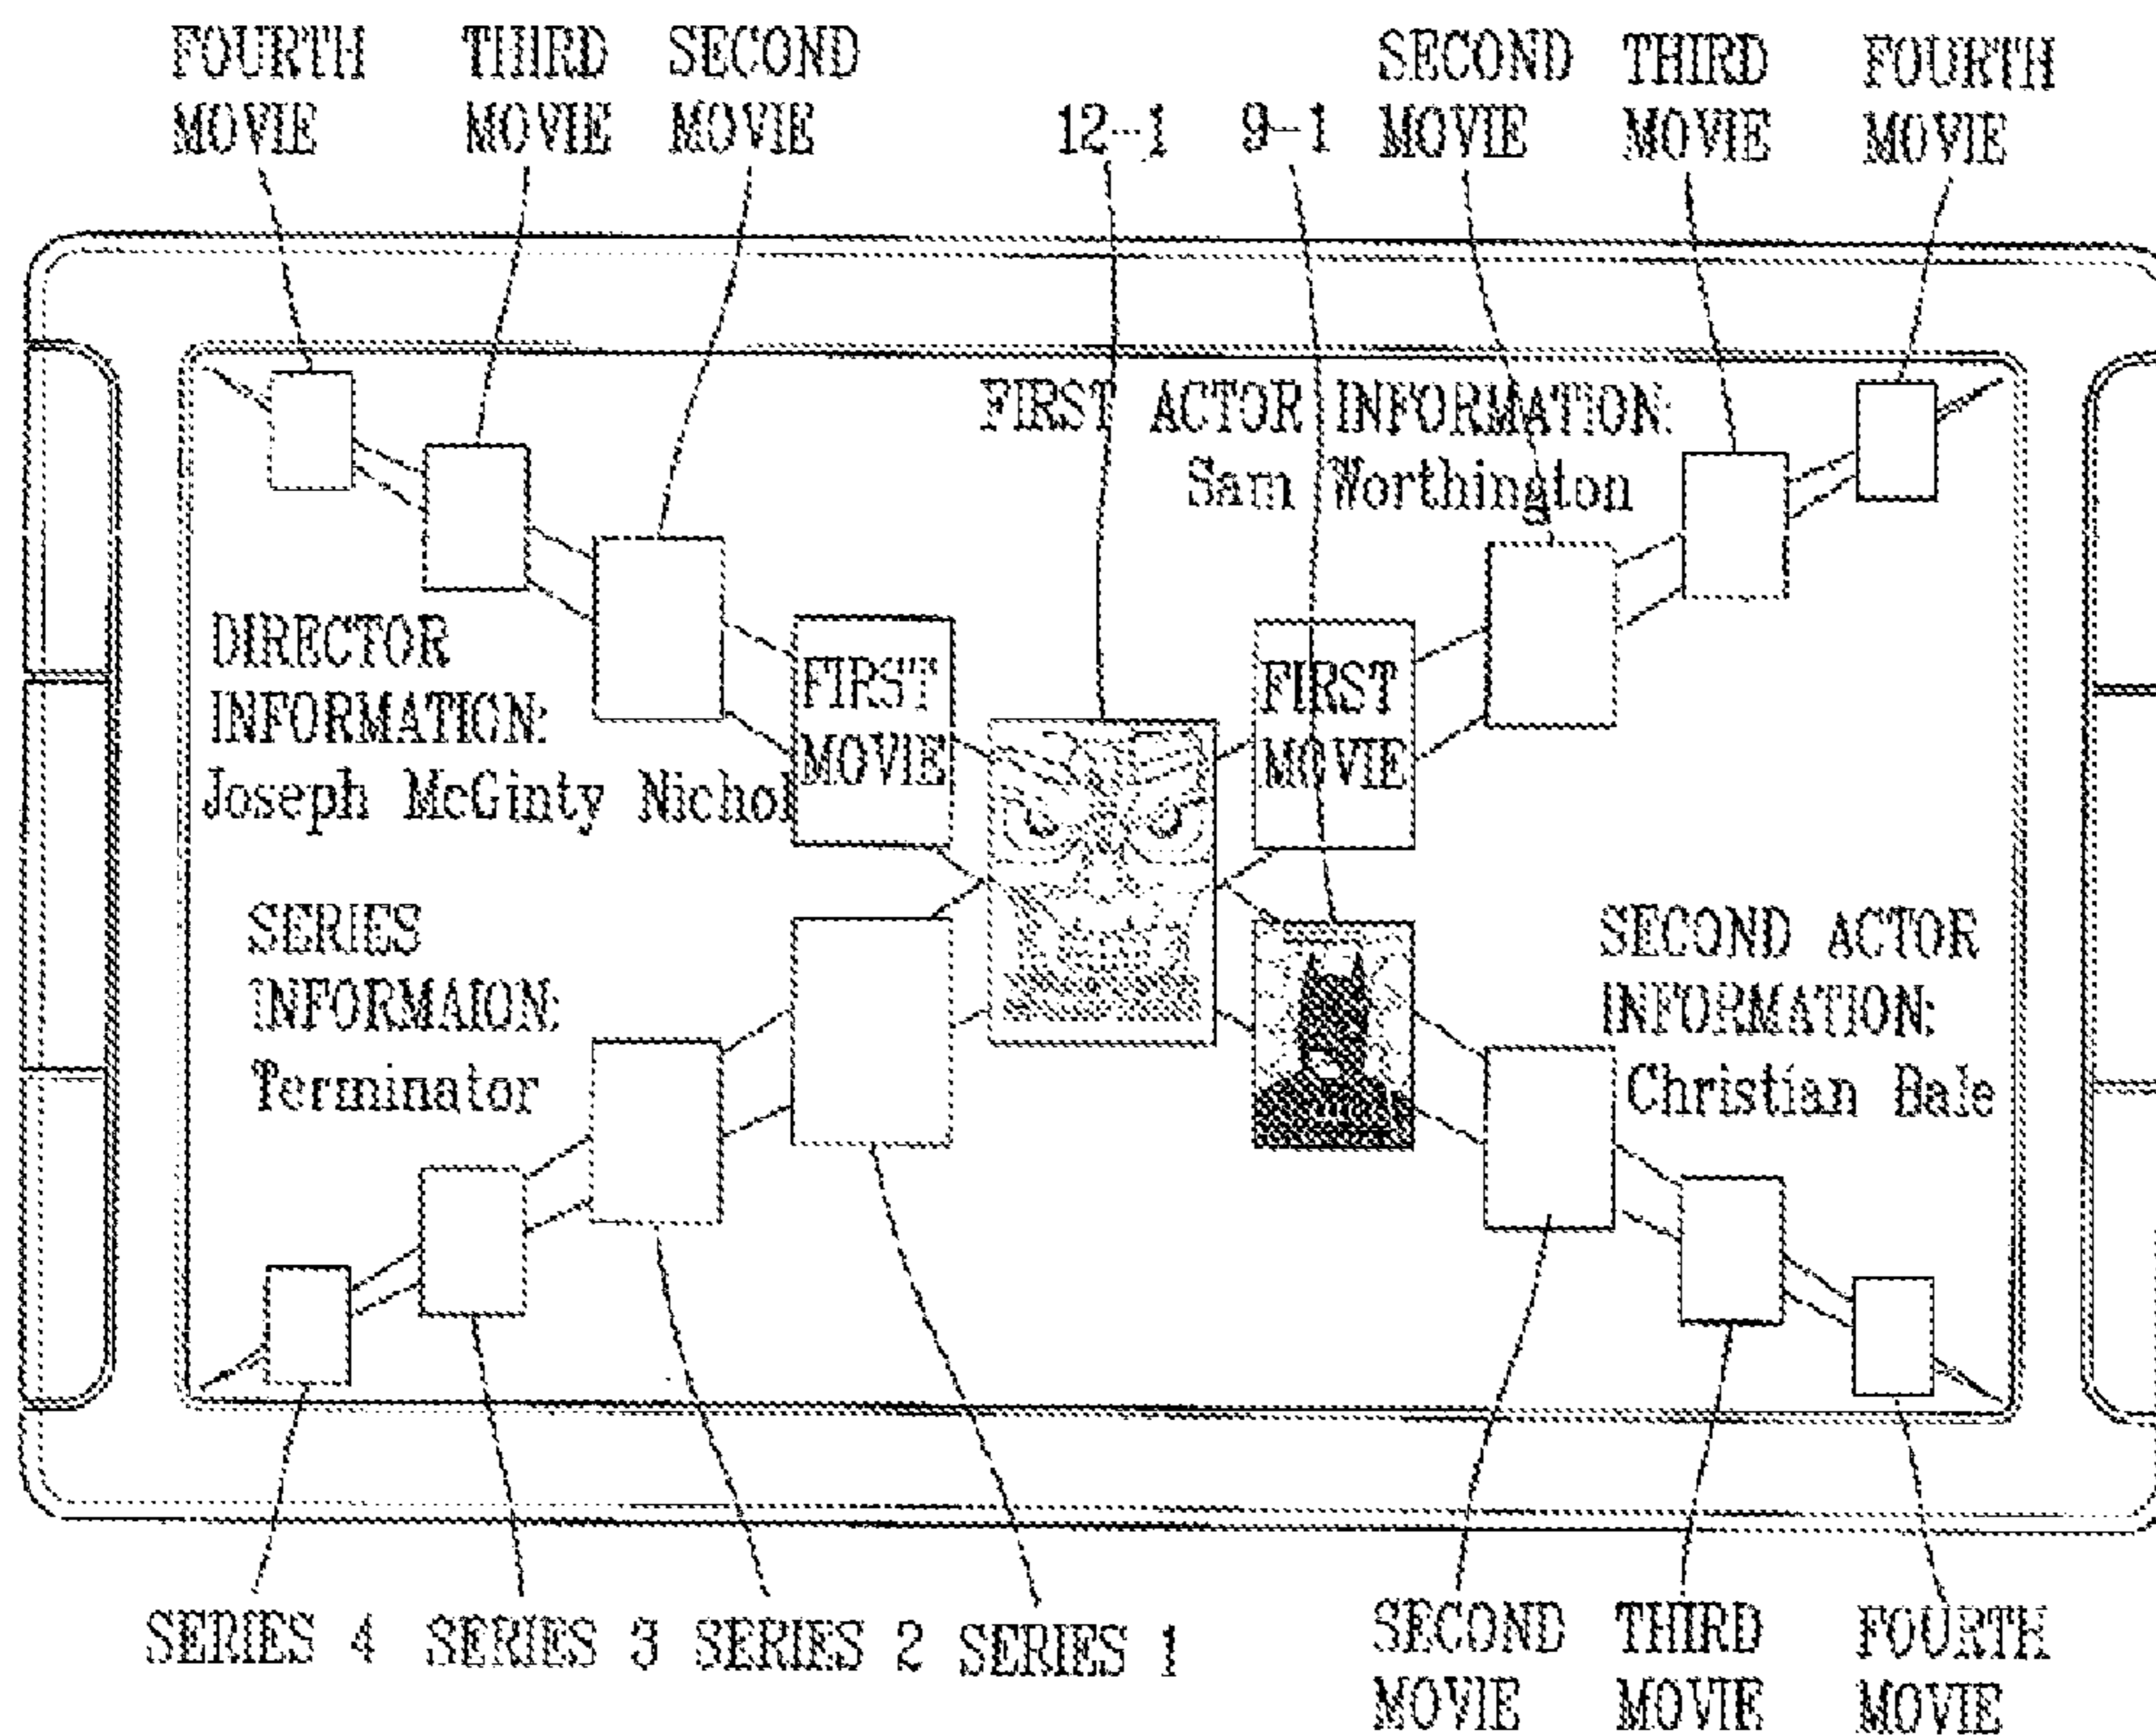 FOURTH MOVIE
THIRD MOVIE
SECOND MOVIE
12-1
9-1
SECOND MOVIE
THIRD MOVIE
FOURTH MOVIE
FIRST ACTOR INFORMATION:
Sam Worthington
DIRECTOR
INFORMATION:
Joseph McGinty Nichol
FIRST
MOVIE
FIRST
MOVIE
SERIES
INFORMAION:
Terminator
SECOND ACTOR
INFORMATION:
Christian Bale
SERIES 4
SERIES 3
SERIES 2
SERIES 1
SECOND MOVIE
THIRD MOVIE
FOURTH MOVIE